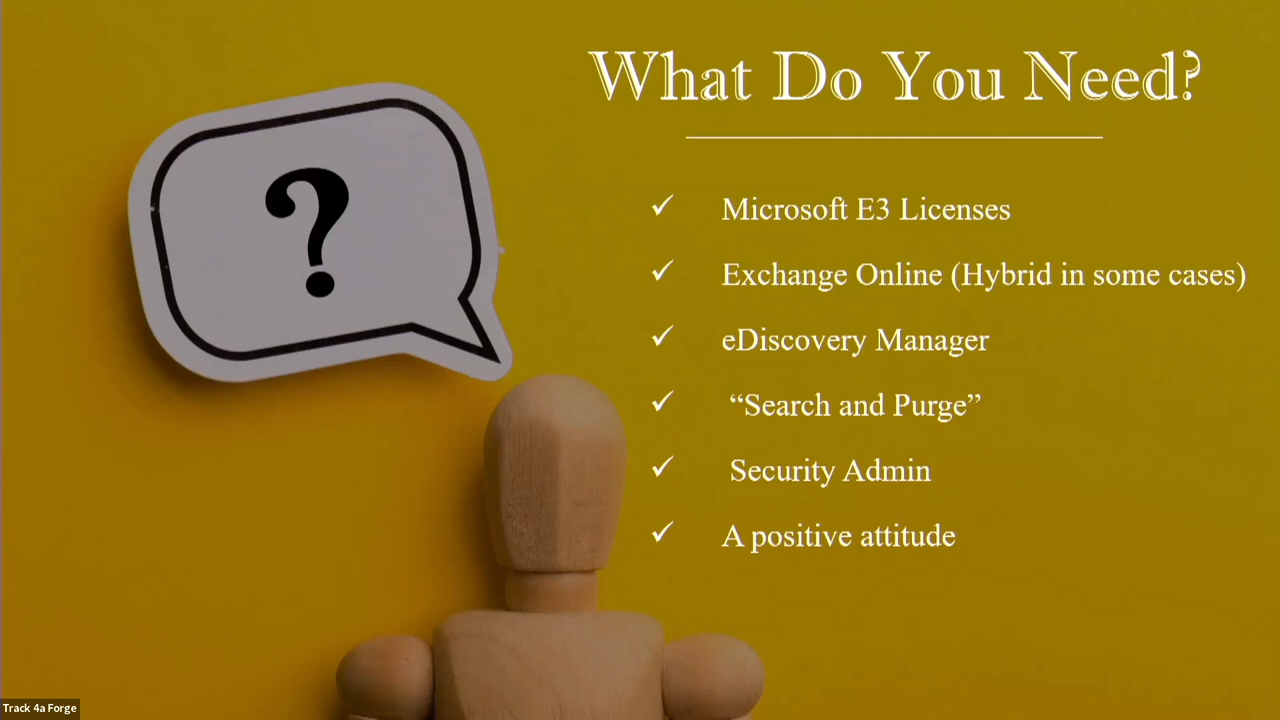 What Do You Need?
?
✓ Microsoft E3 Licenses
✓ Exchange Online (Hybrid in some cases)
✓ eDiscovery Manager
✓ “Search and Purge”
✓ Security Admin
✓ A positive attitude
Track 4a Forge